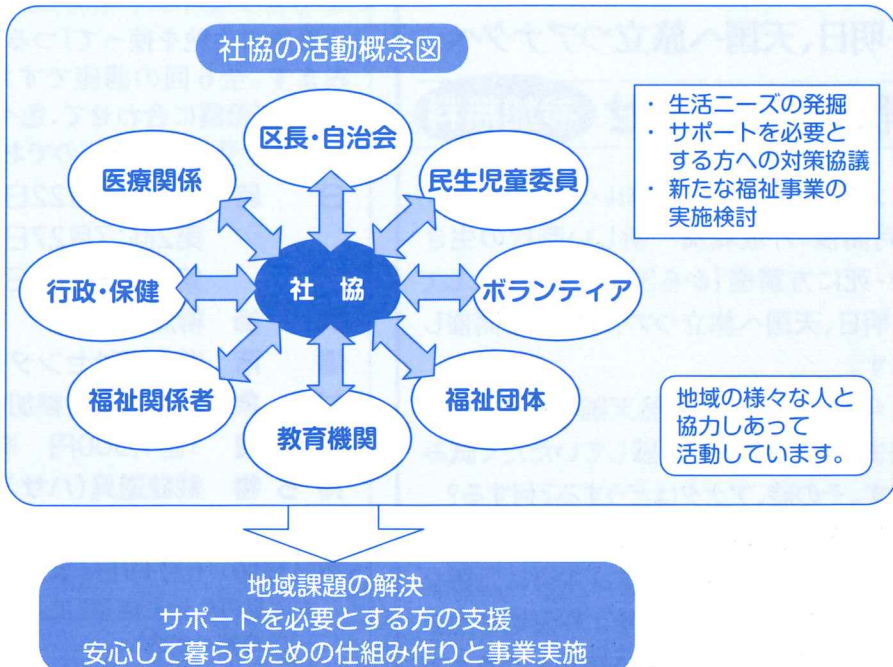 社協の活動概念図
区長・自治会
医療関係
民生児童委員
行政・保健
社 協
ボランティア
福祉関係者
福祉団体
教育機関
・ 生活ニーズの発掘
・ サポートを必要と
する方への対策協議
・ 新たな福祉事業の
実施検討
地域の様々な人と
協力しあって
活動しています。
地域課題の解決
サポートを必要とする方の支援
安心して暮らすための仕組み作りと事業実施